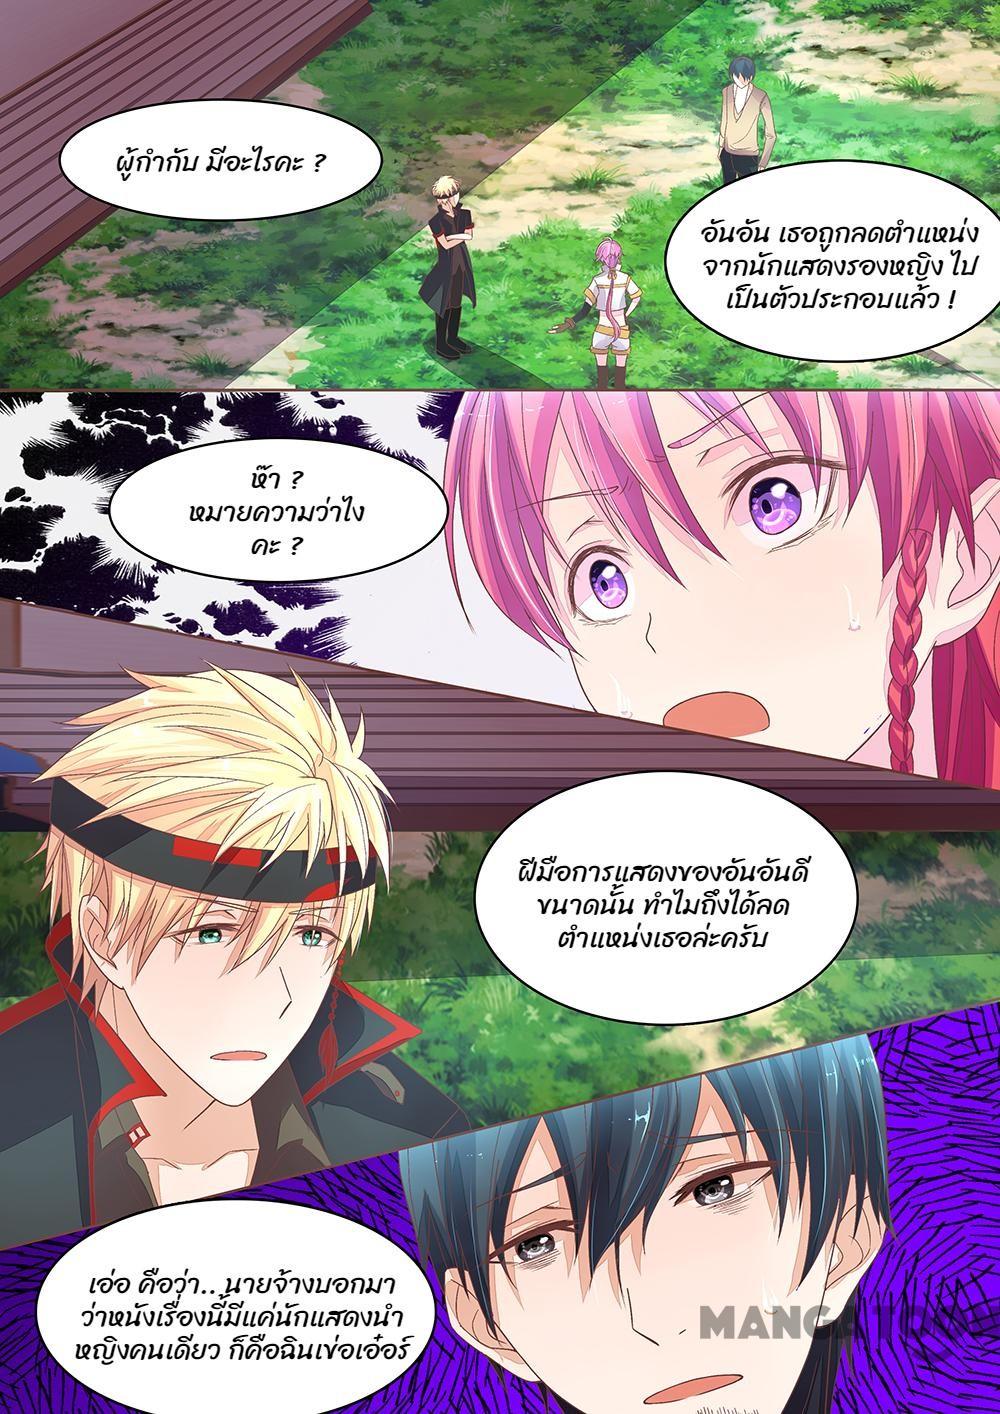 ผู้กำกับ มีอะไรคะ ?
อันอัน เธอถูกลดตำแหน่ง
จากนักแสดงรองหญิง ไป
เป็นตัวประกอบแล้ว !
ห๊า ?
หมายความว่าไง
คะ ?
ฝีมือการแสดงของอันอันดี
ขนาดนั้น ทำไมถึงได้ลด
ตำแหน่งเธอล่ะครับ
เอ่อ คือว่า.. นายจ้างบอกมา
ว่าหนังเรื่องนี้มีแค่นักแสดงนำ
หญิงคนเดียว ก็คือฉินเข่อเอ๋อร์
MANGATOON